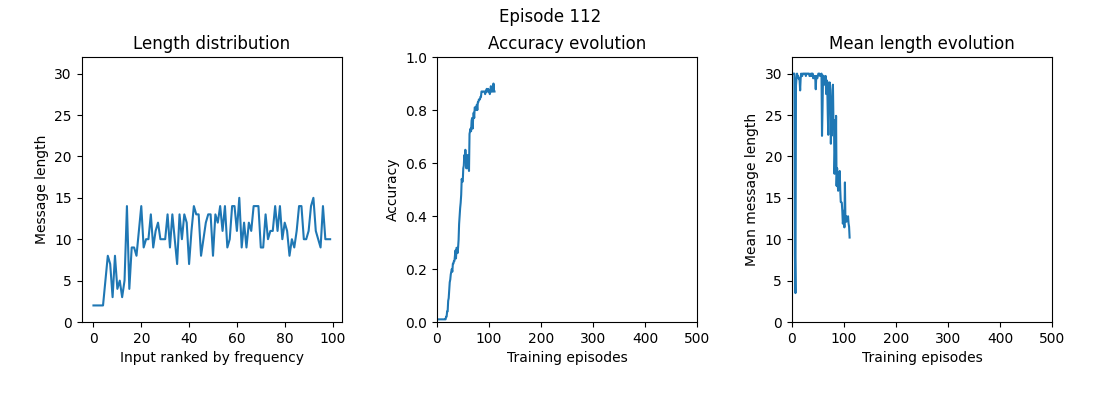 Episode 112
Length distribution
Message length
30
25
20
15
10
5
0
0 20 40 60 80 100
Input ranked by frequency
Accuracy evolution
Accuracy
1.0
0.8
0.6
0.4
0.2
0.0
0 100 200 300 400 500
Training episodes
Mean length evolution
Mean message length
30
25
20
15
10
5
0
0 100 200 300 400 500
Training episodes